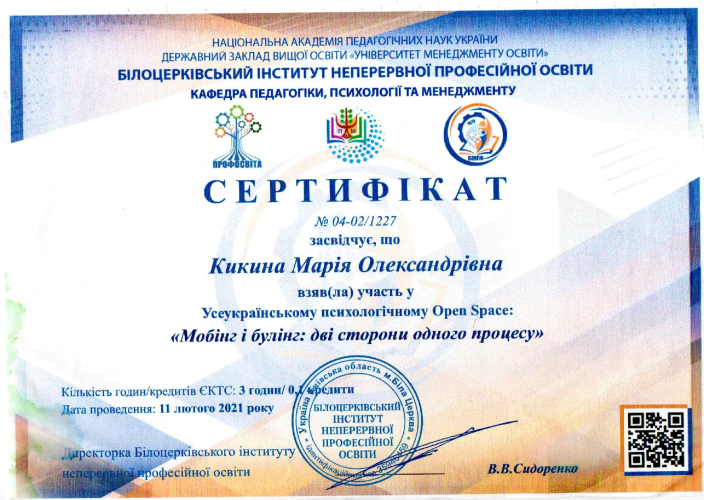 НАЦІОНАЛЬНА АКАДЕМІЯ ПЕДАГОГІЧНИХ НАУК УКРАЇНИ
ДЕРЖАВНИЙ ЗАКЛАД ВИЩОЇ ОСВІТИ «УНІВЕРСИТЕТ МЕНЕДЖМЕНТУ ОСВІТИ»
БІЛОЦЕРКІВСЬКИЙ ІНСТИТУТ НЕПЕРЕРВНОЇ ПРОФЕСІЙНОЇ ОСВІТИ
КАФЕДРА ПЕДАГОГІКИ, ПСИХОЛОГІЇ ТА МЕНЕДЖМЕНТУ
ПРОФОСВІТА
ППМ
СЕРТИФІКАТ
№ 04-02/1227
засвідчує, що
Кикина Марія Олександрівна
взяв(ла) участь у
Усеукраїнському психологічному Open Space:
«Мобінг і булінг: дві сторони одного процесу»
Кількість годин/кредитів ЄКТС: 3 годин/ 0,1 кредити
Дата проведення: 11 лютого 2021 року
Україна Київська область м.Біла Церква
БІЛОЦЕРКІВСЬКИЙ
ІНСТИТУТ
НЕПЕРЕРВНОЇ
ПРОФЕСІЙНОЇ
ОСВІТИ
Директорка Білоцерківського інституту
неперервної професійної освіти
В.В.Сидоренко